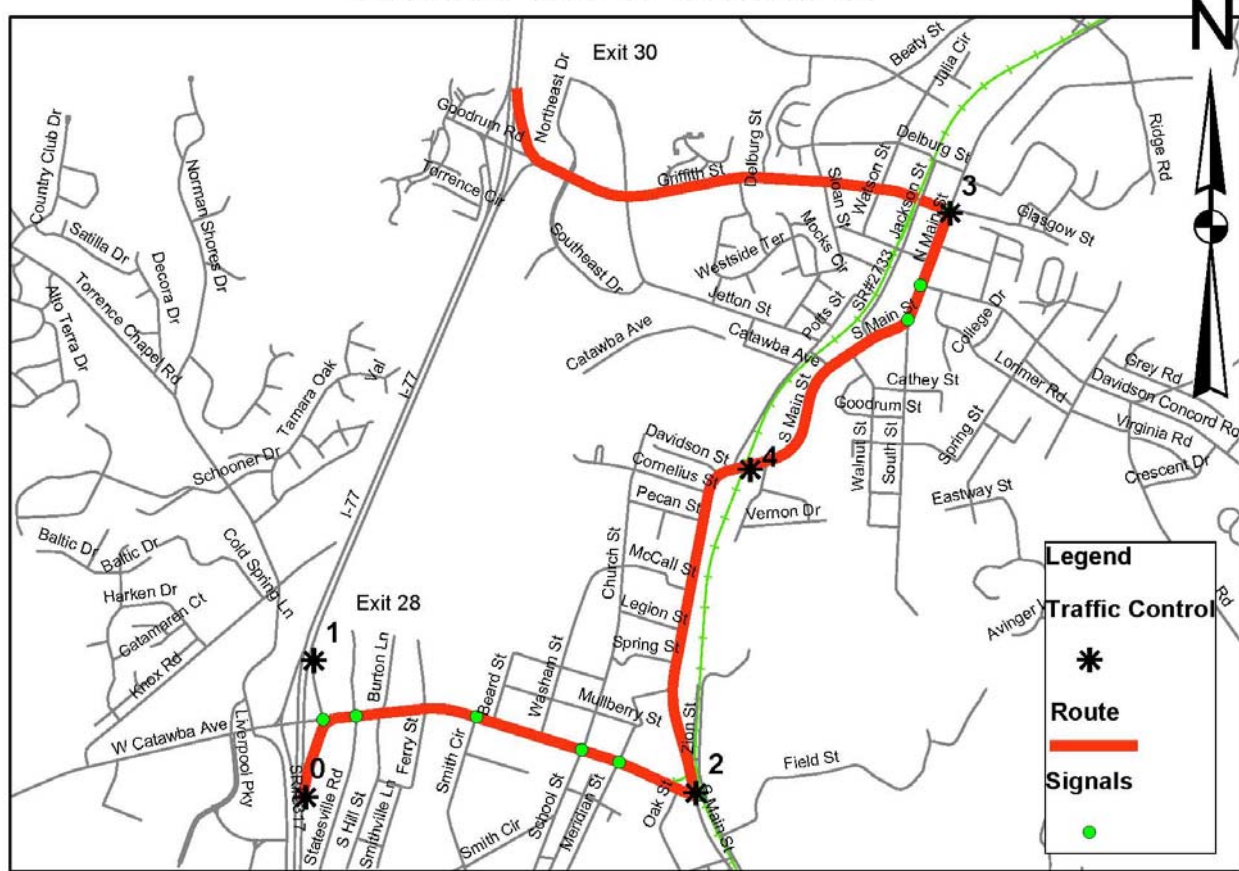 N
Exit 30
Beaty St
Julia Cir
Northeast Dr
Goodrum Rd
Country Club Dr
Norman Shores Dr
Torrence Cir
Delburg St
Delburg St
Ridge Rd
Griffith St
Sloan St
Watson St
Jackson St
3
N Main St
Glasgow St
Satilla Dr
Decora Dr
Alto Terra Dr
Torrence Chapel Rd
Southeast Dr
Westside Ter
Mocks Cir
SR#2733
Jetton St
Potts St
S Main St
College Dr
Catawba Ave
Catawba Ave
Lorimer Rd
Grey Rd
Davidson Concord Rd
Cathey St
Goodrum St
Val
Tamara Oak
I-77
S Main St
Walnut St
South St
Spring St
Virginia Rd
Crescent Dr
Schooner Dr
Davidson St
Cornelius St
Pecan St
4
Vernon Dr
Eastway St
I-77
Baltic Dr
Baltic Dr
Cold Spring Ln
Church St
McCall St
Harken Dr
Catamaren Ct
Knox Rd
Exit 28
Legion St
Spring St
Avinger
Rd
1
Burton Ln
Beard St
Washam St
Mullberry St
W Catawba Ave
Liverpool Pky
Ferry St
Zion St
0
2
Smith Cir
Field St
Statesville Rd
S Hill St
Smithville Ln
Smith Cir
School St
Meridian St
Oak St
S Main St
Legend
Traffic Control
Route
Signals